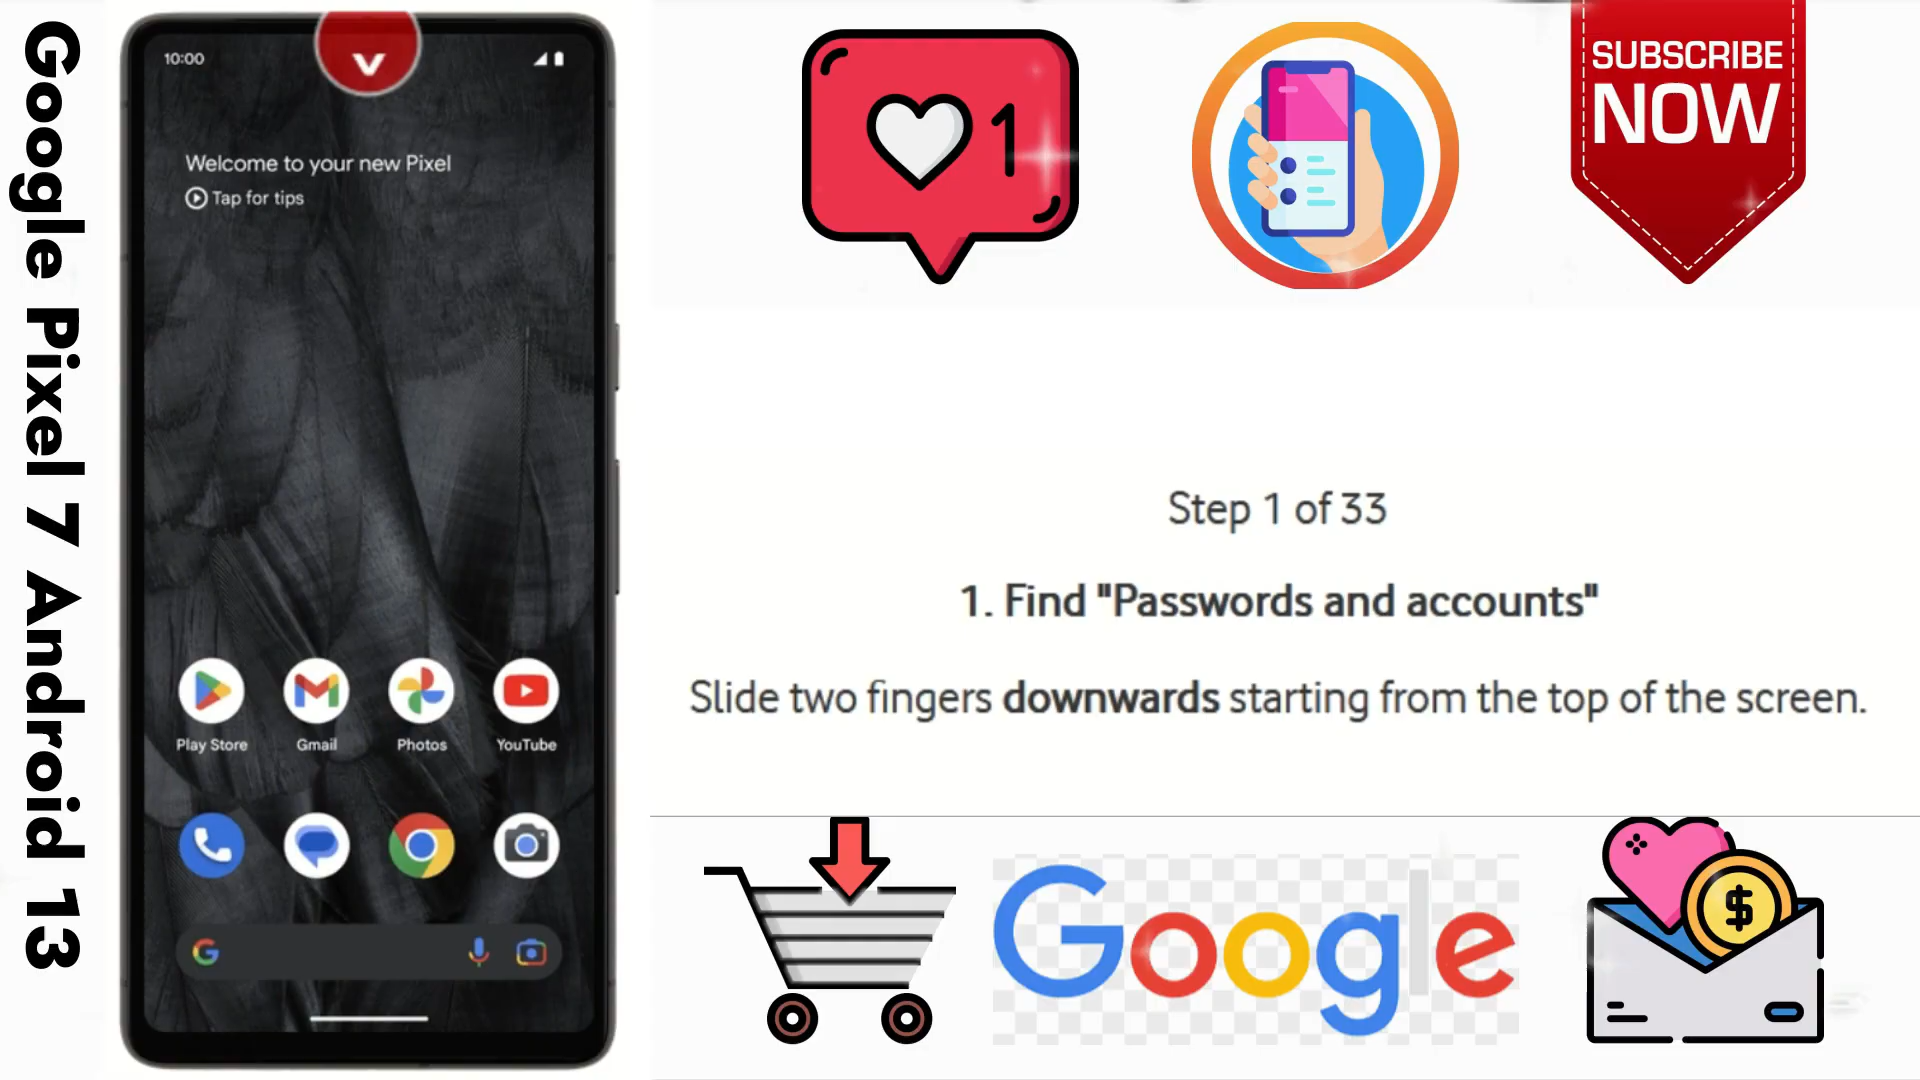 Google Pixel 7 Android 13
10:00
Welcome to your new Pixel
Tap for tips
Play Store
Gmail
Photos
YouTube
1
SUBSCRIBE
NOW
Step 1 of 33
1. Find "Passwords and accounts"
Slide two fingers downwards starting from the top of the screen.
Google
$